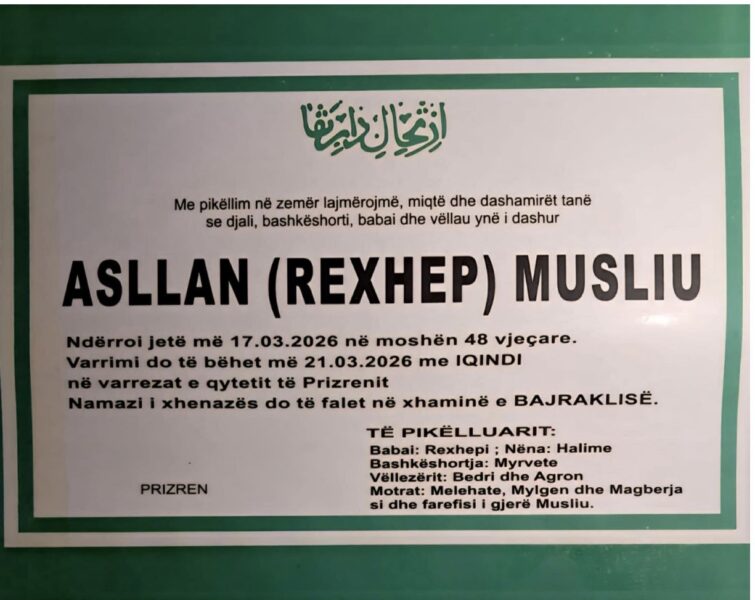 ارتحال دار بقا
Me pikëllim në zemër lajmërojmë, miqtë dhe dashamirët tanë
se djali, bashkëshorti, babai dhe vëllau ynë i dashur
ASLLAN (REXHEP) MUSLIU
Ndërroi jetë më 17.03.2026 në moshën 48 vjeçare.
Varrimi do të bëhet më 21.03.2026 me IQINDI
në varrezat e qytetit të Prizrenit
Namazi i xhenazës do të falet në xhaminë e BAJRAKLISË.
TË PIKËLLUARIT:
Babai: Rexhepi ; Nëna: Halime
Bashkëshortja: Myrvete
Vëllezërit: Bedri dhe Agron
Motrat: Melehate, Mylgen dhe Magberja
si dhe farefisi i gjerë Musliu.
PRIZREN